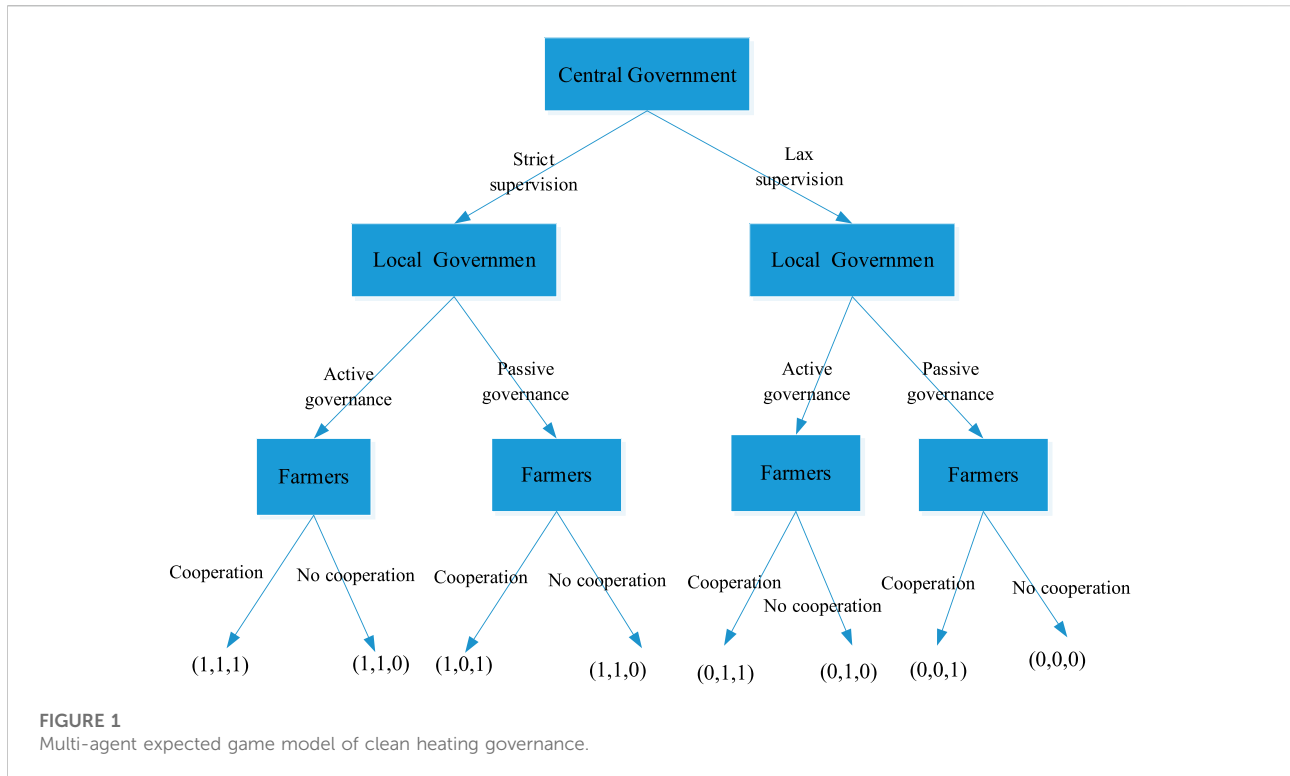 Central Government
Strict
supervision
Lax
supervision
Local Governmen
Local Governmen
Active
governance
Passive
governance
Active
governance
Passive
governance
Farmers
Farmers
Farmers
Farmers
Cooperation
No cooperation
Cooperation
No cooperation
Cooperation
No cooperation
Cooperation
No cooperation
(1,1,1)
(1,1,0)
(1,0,1)
(1,1,0)
(0,1,1)
(0,1,0)
(0,0,1)
(0,0,0)
FIGURE 1
Multi-agent expected game model of clean heating governance.